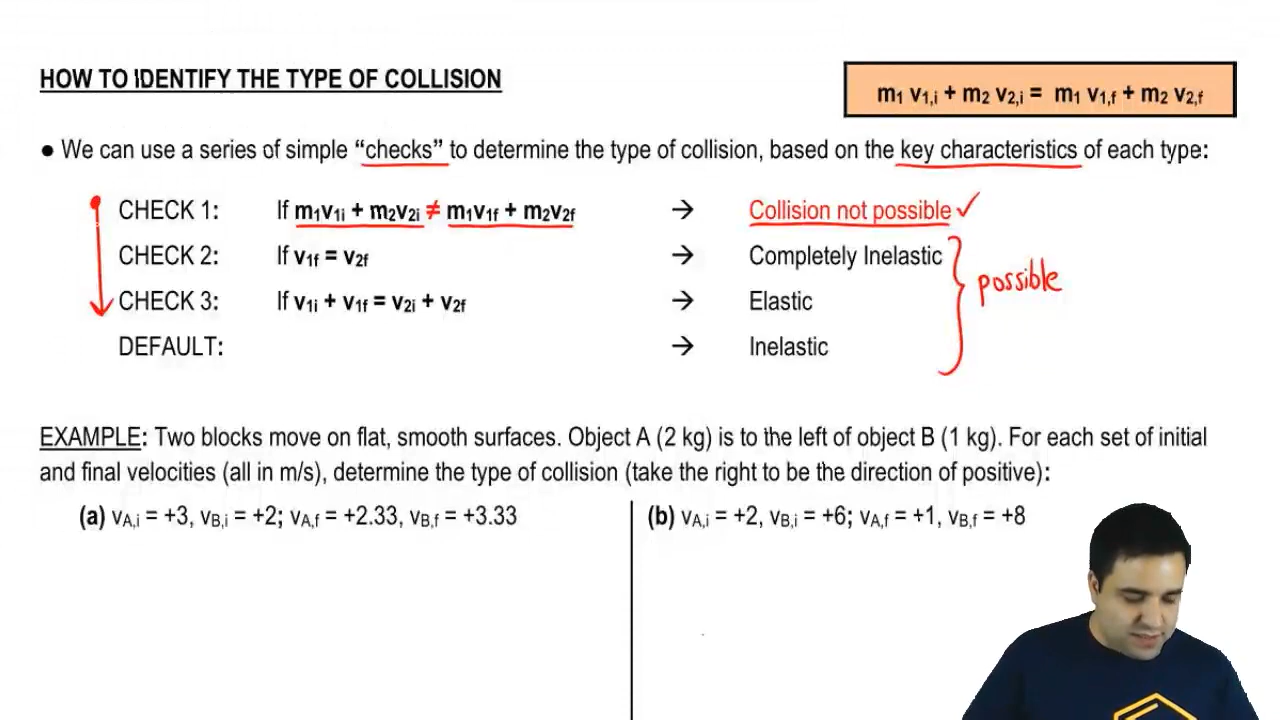 HOW TO IDENTIFY THE TYPE OF COLLISION
m₁ v₁,ᵢ + m₂ v₂,ᵢ = m₁ v₁,f + m₂ v₂,f
● We can use a series of simple “checks” to determine the type of collision, based on the key characteristics of each type:
CHECK 1: If m₁v₁ᵢ + m₂v₂ᵢ ≠ m₁v₁f + m₂v₂f → Collision not possible ✓
CHECK 2: If v₁f = v₂f → Completely Inelastic
possible
CHECK 3: If v₁ᵢ + v₁f = v₂ᵢ + v₂f → Elastic
DEFAULT: → Inelastic
EXAMPLE: Two blocks move on flat, smooth surfaces. Object A (2 kg) is to the left of object B (1 kg). For each set of initial
and final velocities (all in m/s), determine the type of collision (take the right to be the direction of positive):
(a) vA,i = +3, vB,i = +2; vA,f = +2.33, vB,f = +3.33
(b) vA,i = +2, vB,i = +6; vA,f = +1, vB,f = +8